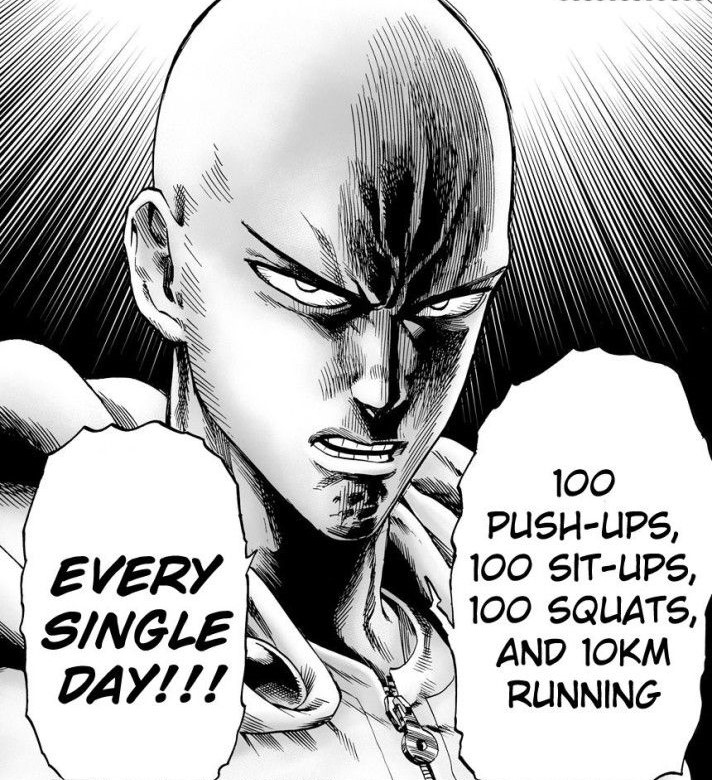 100
PUSH-UPS,
100 SIT-UPS,
100 SQUATS,
AND 10KM
RUNNING
EVERY
SINGLE
DAY!!!